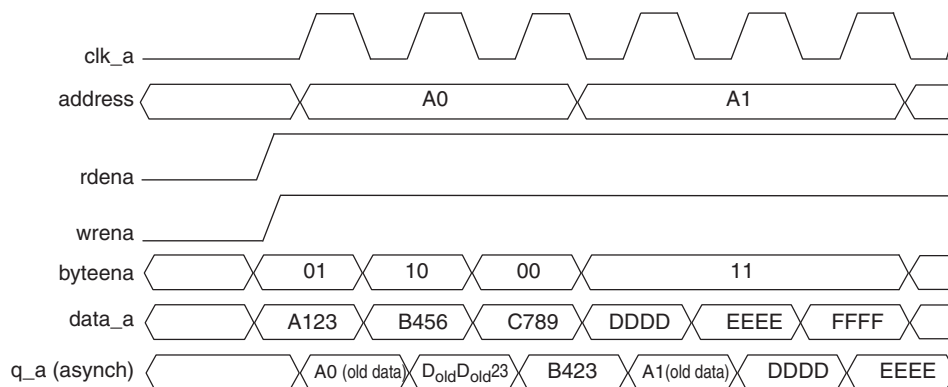 clk_a
address A0 A1
rdena
wrena
byteena 01 10 00 11
data_a A123 B456 C789 DDDD EEEE FFFF
q_a (asynch) A0 (old data) DoldDold23 B423 A1(old data) DDDD EEEE